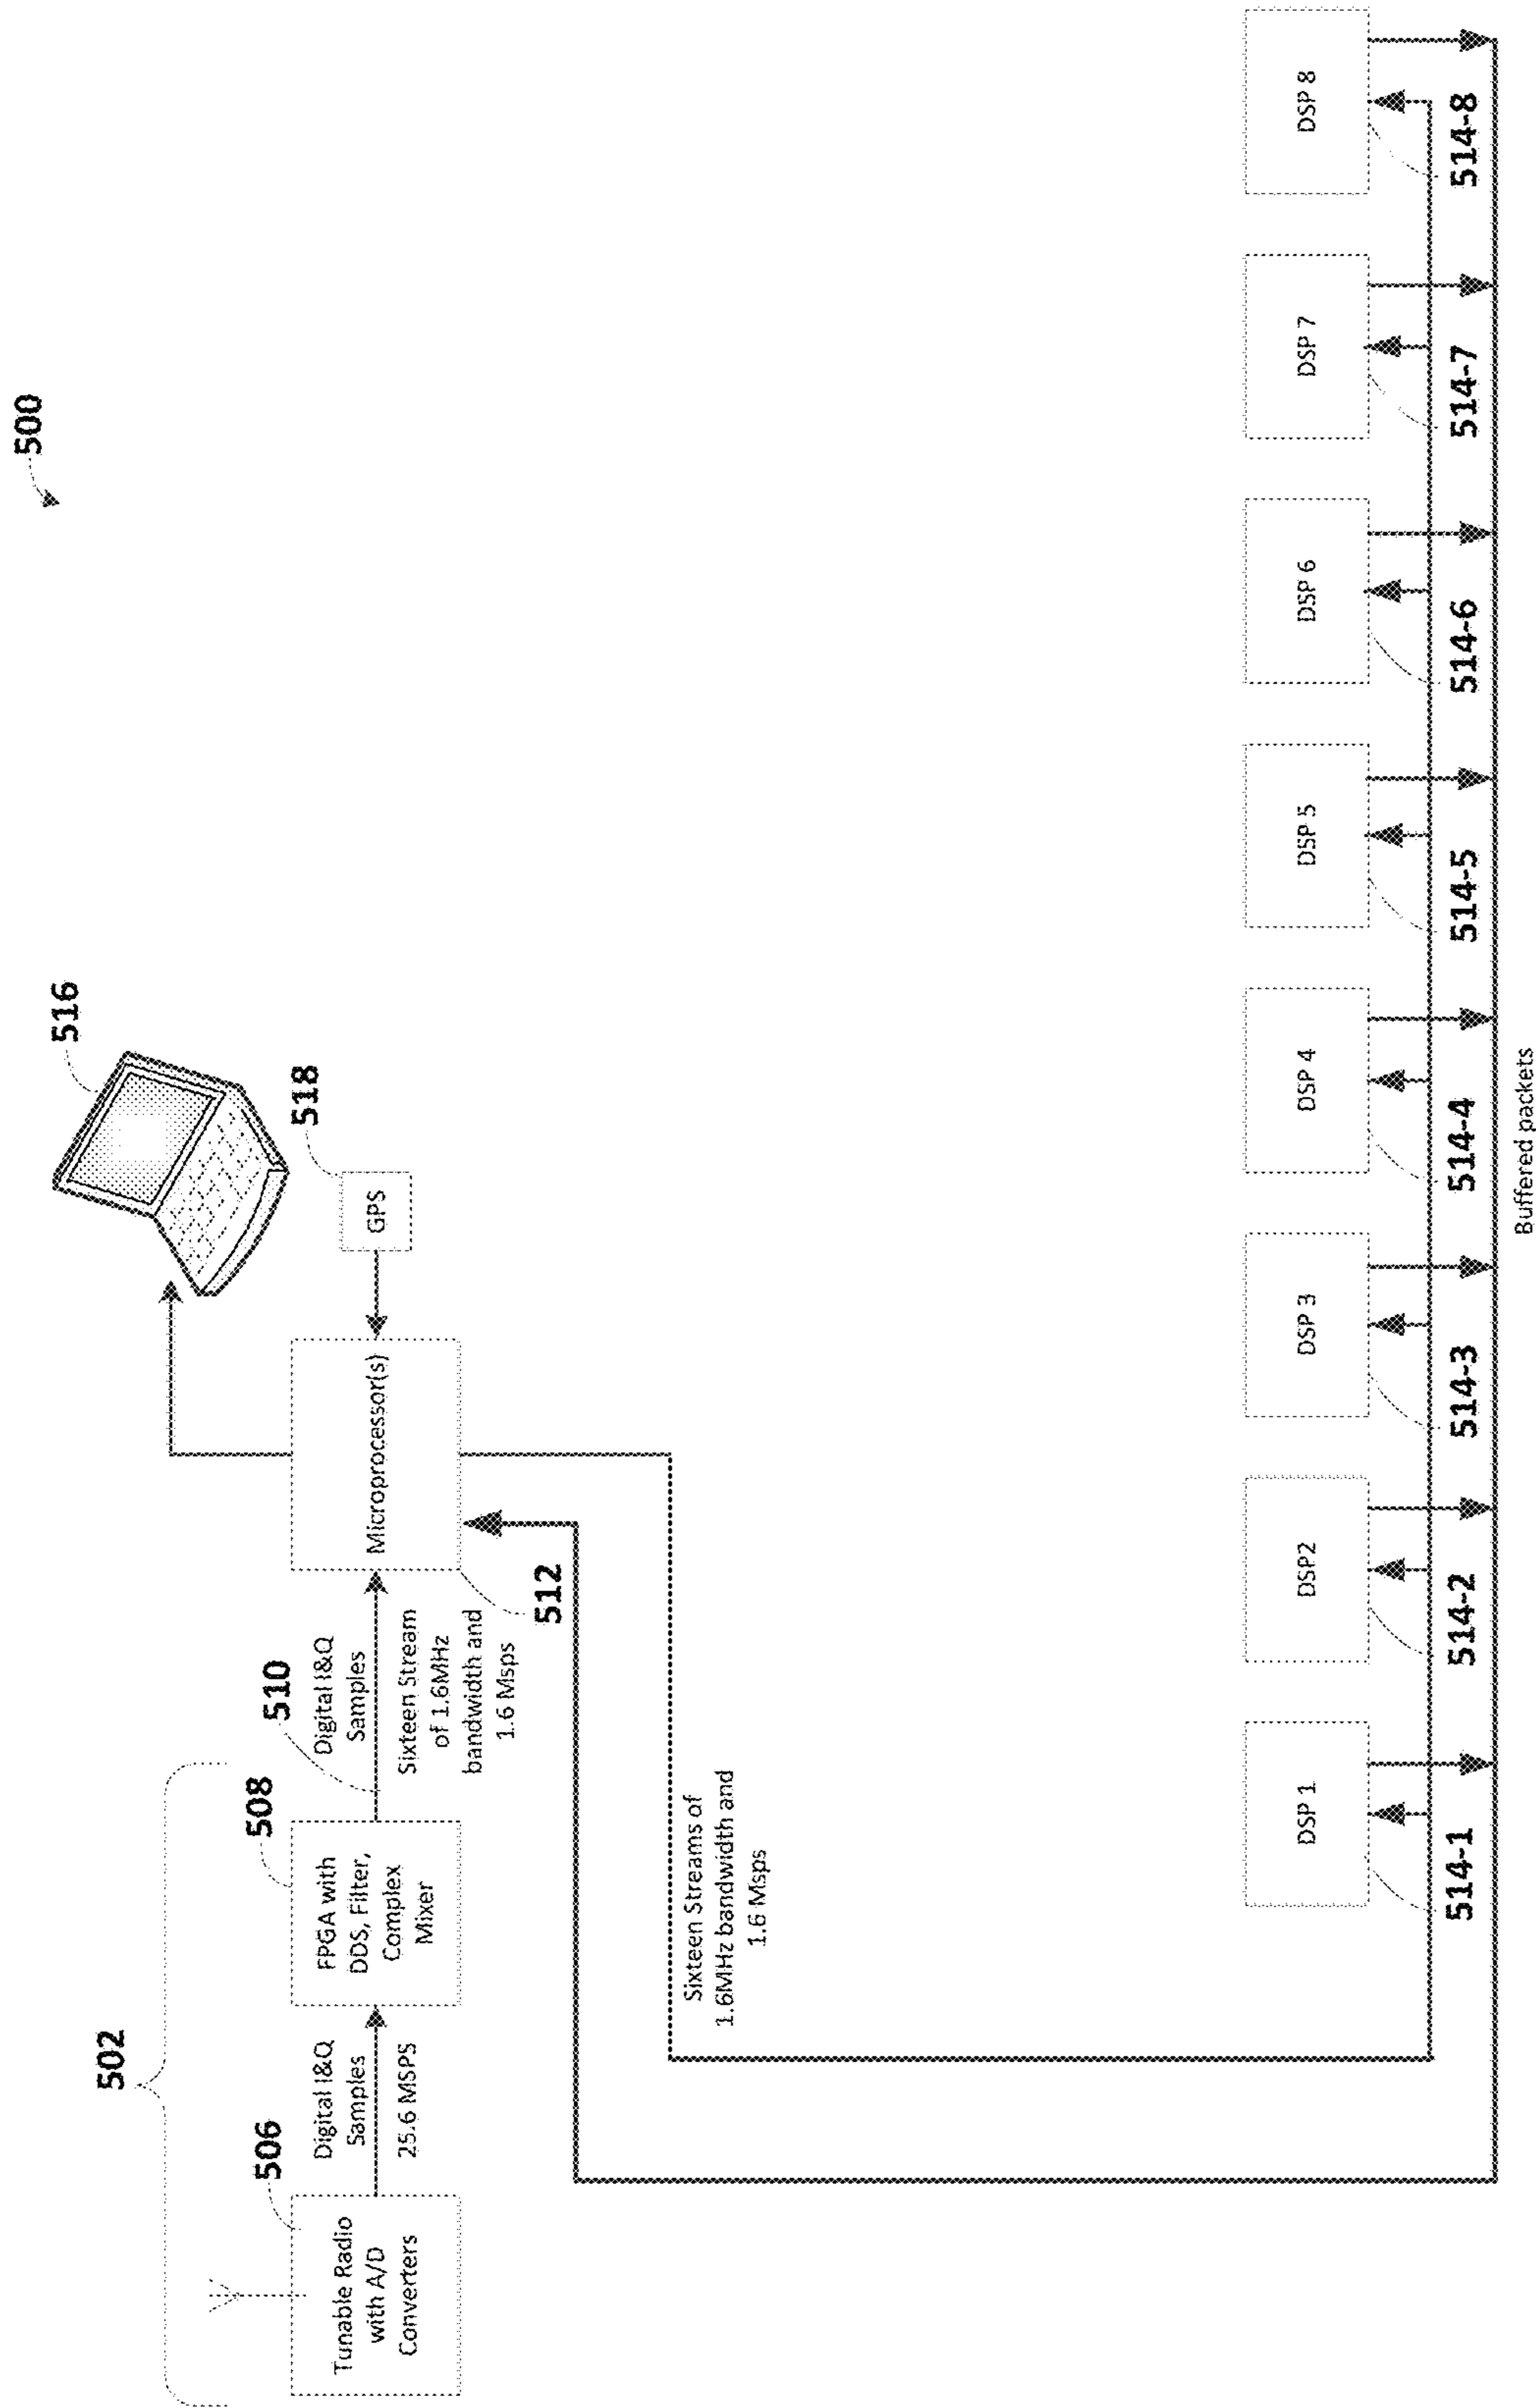 500
502
506
Tunable Radio
with A/D
Converters
Digital I&Q
Samples
25.6 MSPS
508
FPGA with
DDS, Filter,
Complex
Mixer
510
Digital I&Q
Samples
Sixteen Stream
of 1.6MHz
bandwidth and
1.6 Msps
512
Microprocessor(s)
516
518
GPS
Sixteen Streams of
1.6MHz bandwidth and
1.6 Msps
DSP 1
DSP2
DSP 3
DSP 4
DSP 5
DSP 6
DSP 7
DSP 8
514-1
514-2
514-3
514-4
514-5
514-6
514-7
514-8
Buffered packets